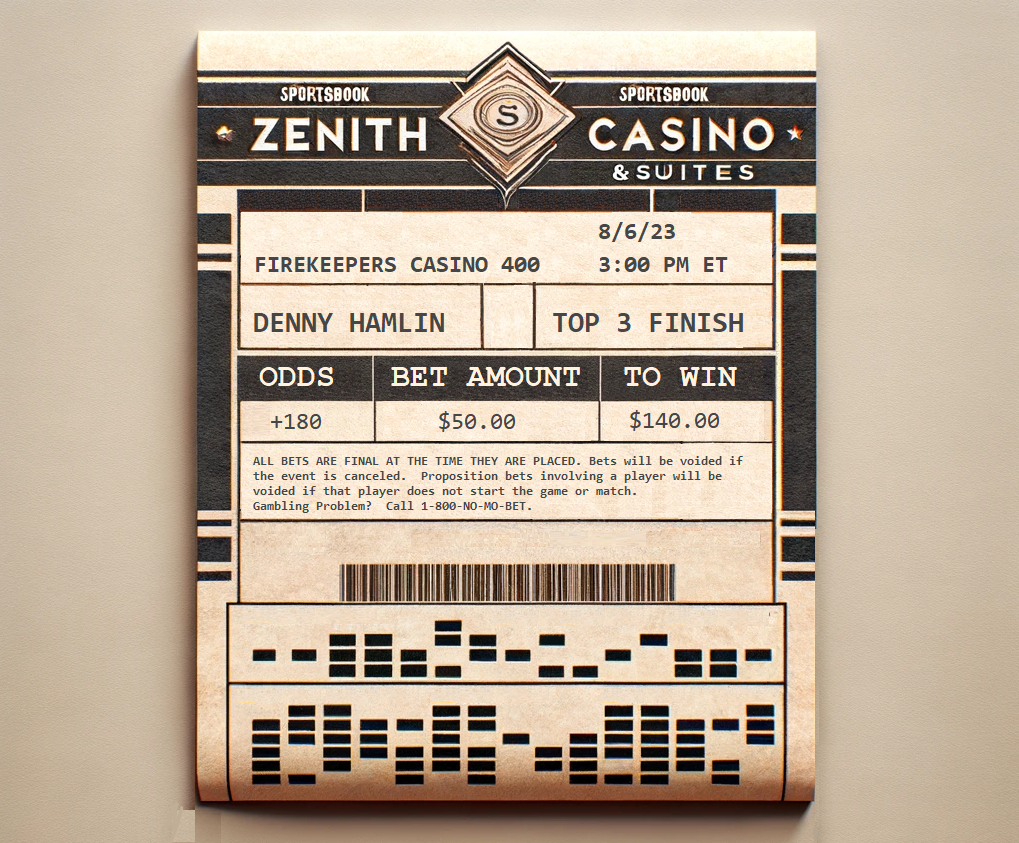 SPORTSBOOK SPORTSBOOK
ZENITH S CASINO
& SUITES
8/6/23
FIREKEEPERS CASINO 400 3:00 PM ET
DENNY HAMLIN TOP 3 FINISH
ODDS BET AMOUNT TO WIN
+180 $50.00 $140.00
ALL BETS ARE FINAL AT THE TIME THEY ARE PLACED. Bets will be voided if
the event is canceled. Proposition bets involving a player will be
voided if that player does not start the game or match.
Gambling Problem? Call 1-800-NO-MO-BET.